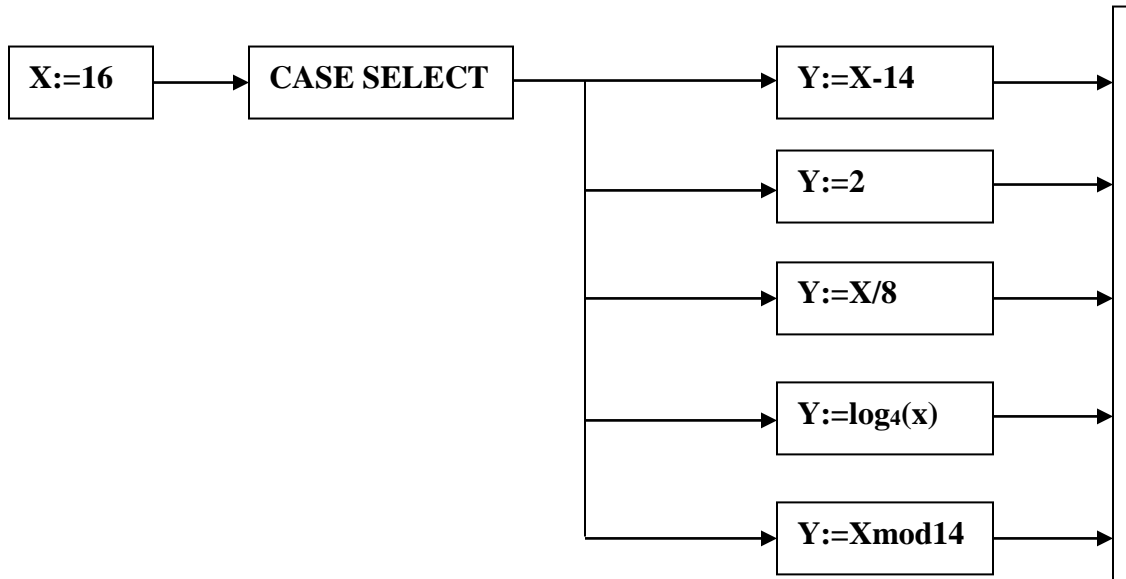 X:=16
CASE SELECT
Y:=X-14
Y:=2
Y:=X/8
Y:=log₄(x)
Y:=Xmod14